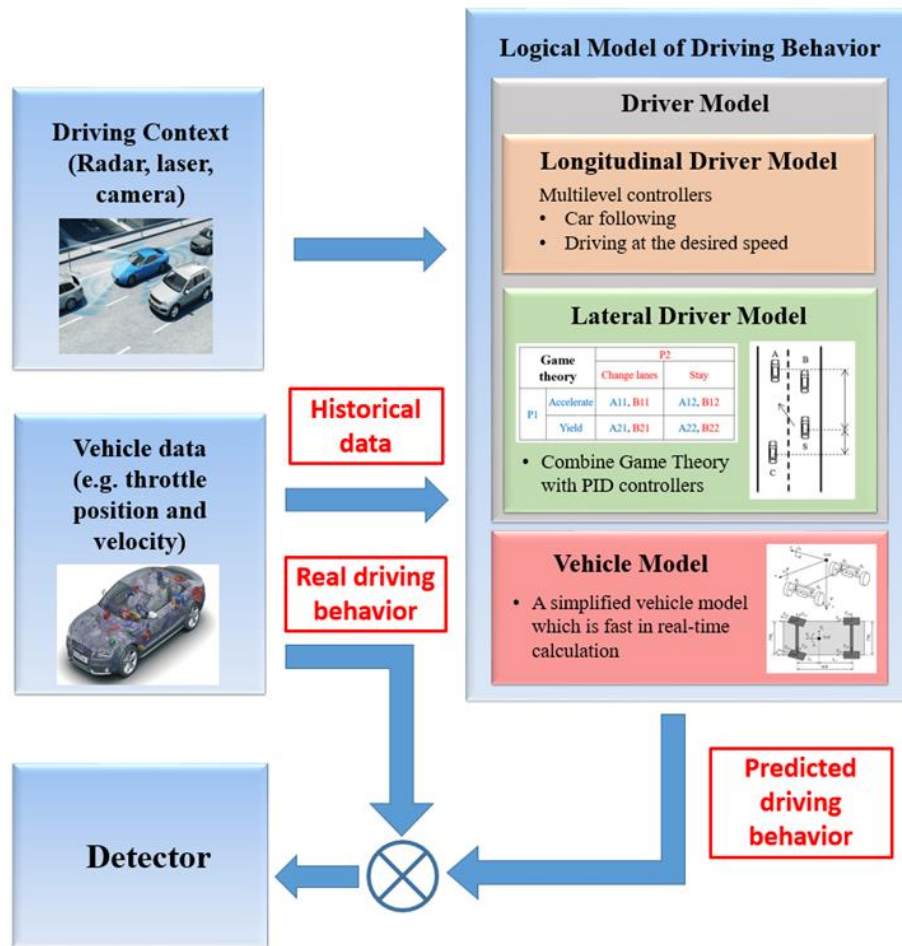 Logical Model of Driving Behavior
Driver Model
Longitudinal Driver Model
Multilevel controllers
• Car following
• Driving at the desired speed
Lateral Driver Model
Game
theory
P2
Change lanes
Stay
P1
Accelerate
A11, B11
A12, B12
Yield
A21, B21
A22, B22
• Combine Game Theory
with PID controllers
A
B
S
C
Vehicle Model
• A simplified vehicle model
which is fast in real-time
calculation
Driving Context
(Radar, laser,
camera)
Historical
data
Vehicle data
(e.g. throttle
position and
velocity)
Real driving
behavior
Predicted
driving
behavior
Detector